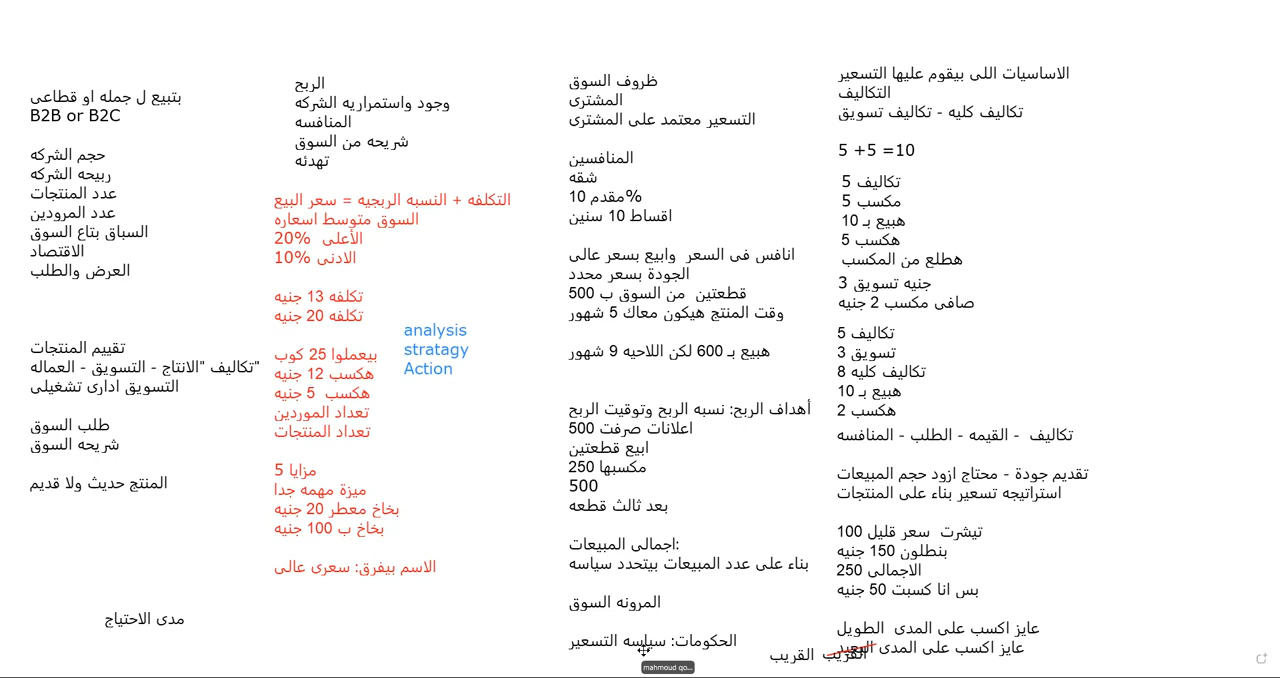 الاساسيات اللى بيقوم عليها التسعير
التكاليف
تكاليف كليه - تكاليف تسويق
5 +5 =10
تكاليف 5
مكسب 5
هبيع بـ 10
هكسب 5
هطلع من المكسب
جنيه تسويق 3
صافى مكسب 2 جنيه
تكاليف 5
تسويق 3
تكاليف كليه 8
هبيع بـ 10
هكسب 2
تكاليف - القيمه - الطلب - المنافسه
تقديم جودة - محتاج ازود حجم المبيعات
استراتيجه تسعير بناء على المنتجات
تيشرت سعر قليل 100
بنطلون 150 جنيه
الاجمالى 250
بس انا كسبت 50 جنيه
عايز اكسب على المدى الطويل
عايز اكسب على المدى
القريب القريب
ظروف السوق
المشترى
التسعير معتمد على المشترى
المنافسين
شقه
%مقدم 10
اقساط 10 سنين
انافس فى السعر وابيع بسعر عالى
الجودة بسعر محدد
قطعتين من السوق ب 500
وقت المنتج هيكون معاك 5 شهور
هبيع بـ 600 لكن اللاحيه 9 شهور
أهداف الربح: نسبه الربح وتوقيت الربح
اعلانات صرفت 500
ابيع قطعتين
مكسبها 250
500
بعد ثالث قطعه
اجمالى المبيعات:
بناء على عدد المبيعات بيتحدد سياسه
المرونه السوق
الحكومات: سياسه التسعير
mahmoud qo...
الربح
وجود واستمراريه الشركه
المنافسه
شريحه من السوق
تهدئه
التكلفه + النسبه الربجيه = سعر البيع
السوق متوسط اسعاره
الأعلى 20%
الادنى 10%
تكلفه 13 جنيه
تكلفه 20 جنيه
analysis
stratagy
Action
بيعملوا 25 كوب
هكسب 12 جنيه
هكسب 5 جنيه
تعداد الموردين
تعداد المنتجات
مزايا 5
ميزة مهمه جدا
بخاخ معطر 20 جنيه
بخاخ ب 100 جنيه
الاسم بيفرق: سعرى عالى
بتبيع ل جمله او قطاعى
B2B or B2C
حجم الشركه
ربيحه الشركه
عدد المنتجات
عدد المرودين
السباق بتاع السوق
الاقتصاد
العرض والطلب
تقييم المنتجات
"تكاليف "الانتاج - التسويق - العماله
التسويق ادارى تشغيلى
طلب السوق
شريحه السوق
المنتج حديث ولا قديم
مدى الاحتياج